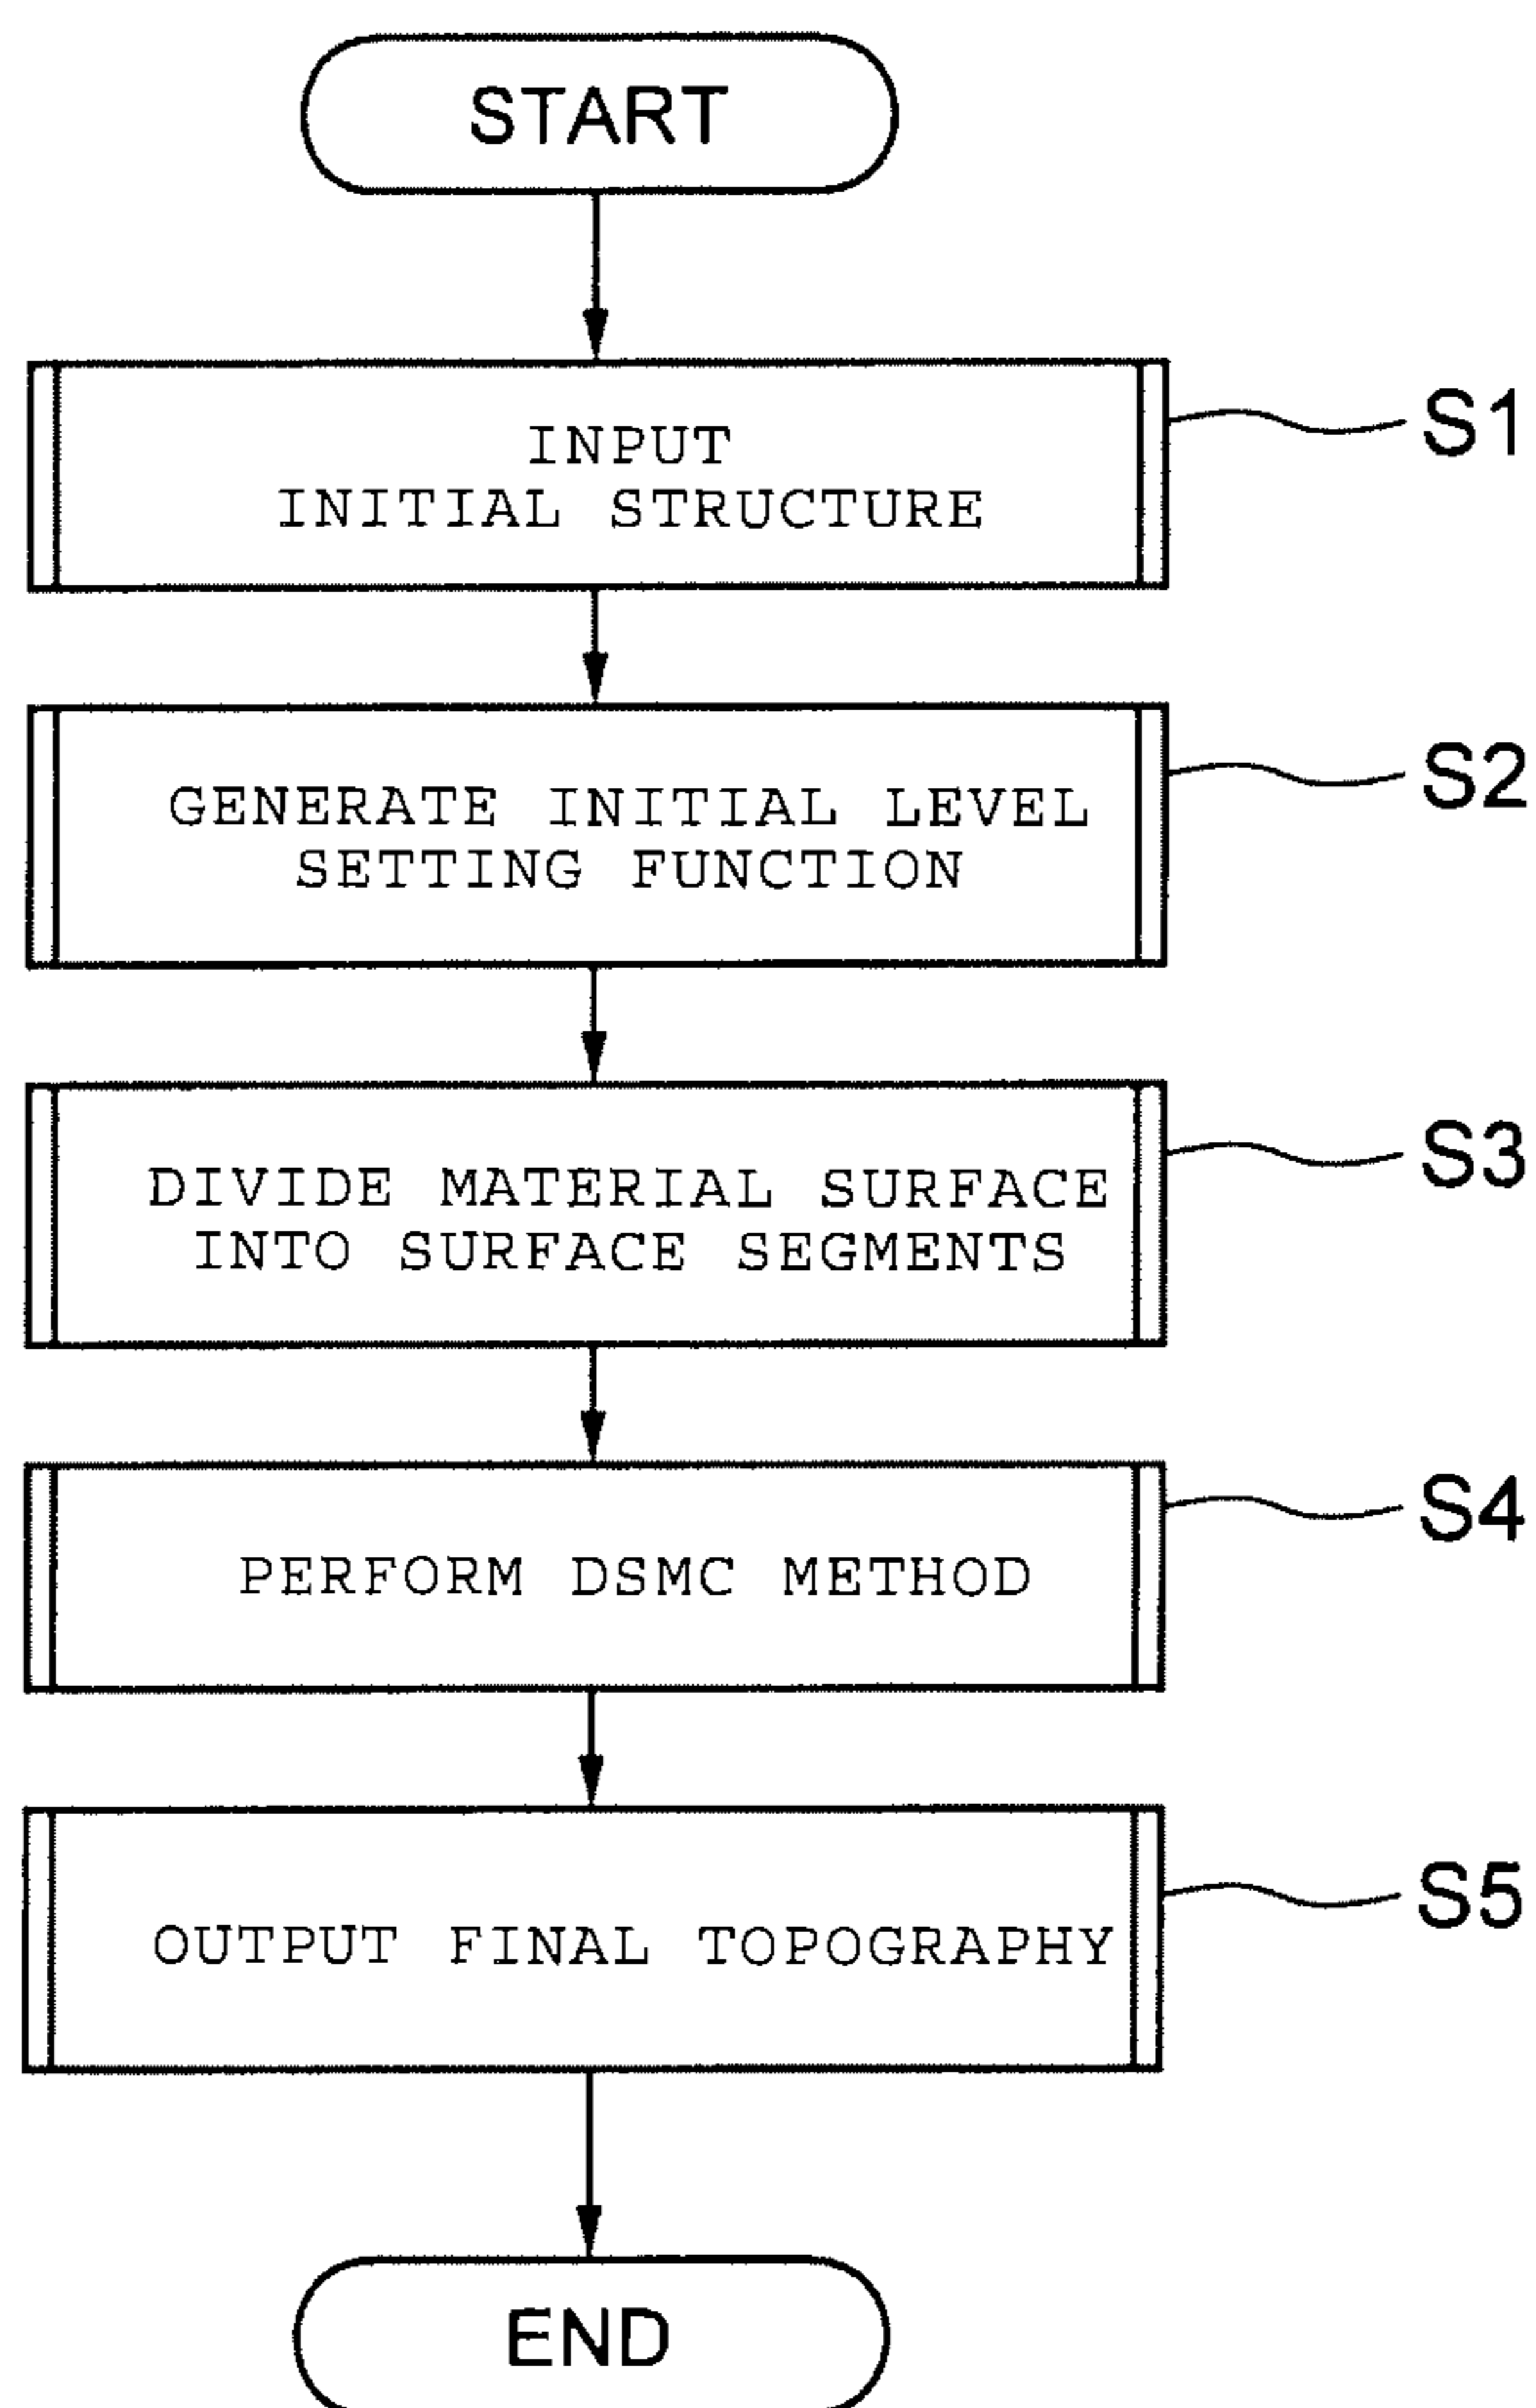 START
INPUT
INITIAL STRUCTURE
S1
GENERATE INITIAL LEVEL
SETTING FUNCTION
S2
DIVIDE MATERIAL SURFACE
INTO SURFACE SEGMENTS
S3
PERFORM DSMC METHOD
S4
OUTPUT FINAL TOPOGRAPHY
S5
END